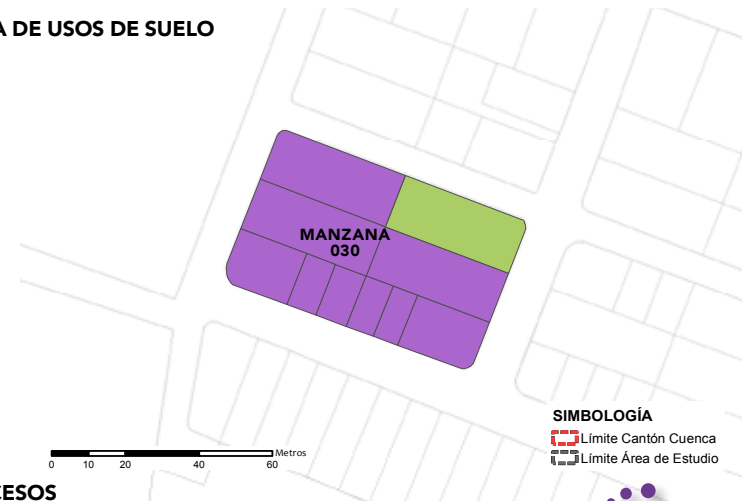 A DE USOS DE SUELO
MANZANA
030
SIMBOLOGÍA
Límite Cantón Cuenca
Límite Área de Estudio
Metros
0 10 20 40 60
CESOS